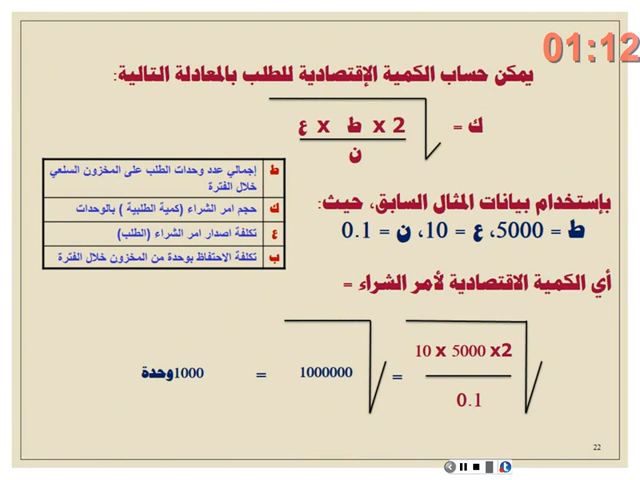 01:12
يمكن حساب الكمية الإقتصادية للطلب بالمعادلة التالية:
ك = 2 x ط x ع
ن
ط إجمالي عدد وحدات الطلب على المخزون السلعي
خلال الفترة
ك حجم امر الشراء (كمية الطلبية ) بالوحدات
ع تكلفة اصدار امر الشراء (الطلب)
ب تكلفة الاحتفاظ بوحدة من المخزون خلال الفترة
بإستخدام بيانات المثال السابق، حيث:
ط = 5000، ع = 10، ن = 0.1
أي الكمية الاقتصادية لأمر الشراء =
2x 5000 x 10
0.1
= 1000000 = 1000وحدة
22